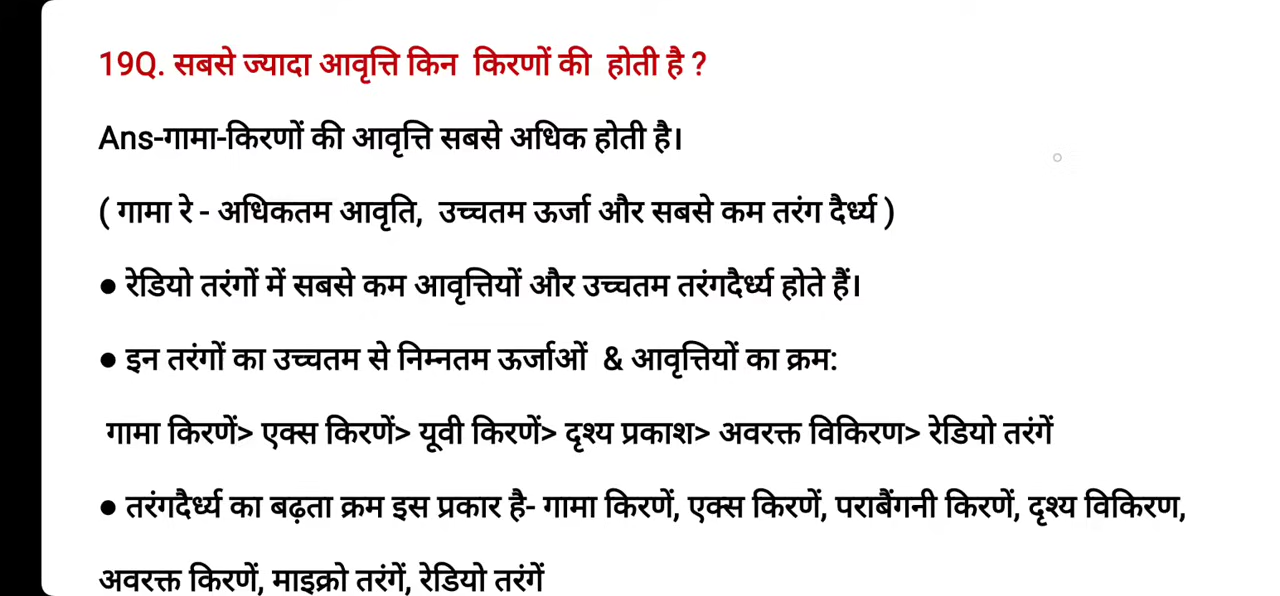 19Q. सबसे ज्यादा आवृत्ति किन किरणों की होती है ?
Ans-गामा-किरणों की आवृत्ति सबसे अधिक होती है।
( गामा रे - अधिकतम आवृति, उच्चतम ऊर्जा और सबसे कम तरंग दैर्ध्य )
● रेडियो तरंगों में सबसे कम आवृत्तियों और उच्चतम तरंगदैर्ध्य होते हैं।
● इन तरंगों का उच्चतम से निम्नतम ऊर्जाओं & आवृत्तियों का क्रम:
गामा किरणें> एक्स किरणें> यूवी किरणें> दृश्य प्रकाश> अवरक्त विकिरण> रेडियो तरंगें
● तरंगदैर्ध्य का बढ़ता क्रम इस प्रकार है- गामा किरणें, एक्स किरणें, पराबैंगनी किरणें, दृश्य विकिरण,
अवरक्त किरणें, माइक्रो तरंगें, रेडियो तरंगें